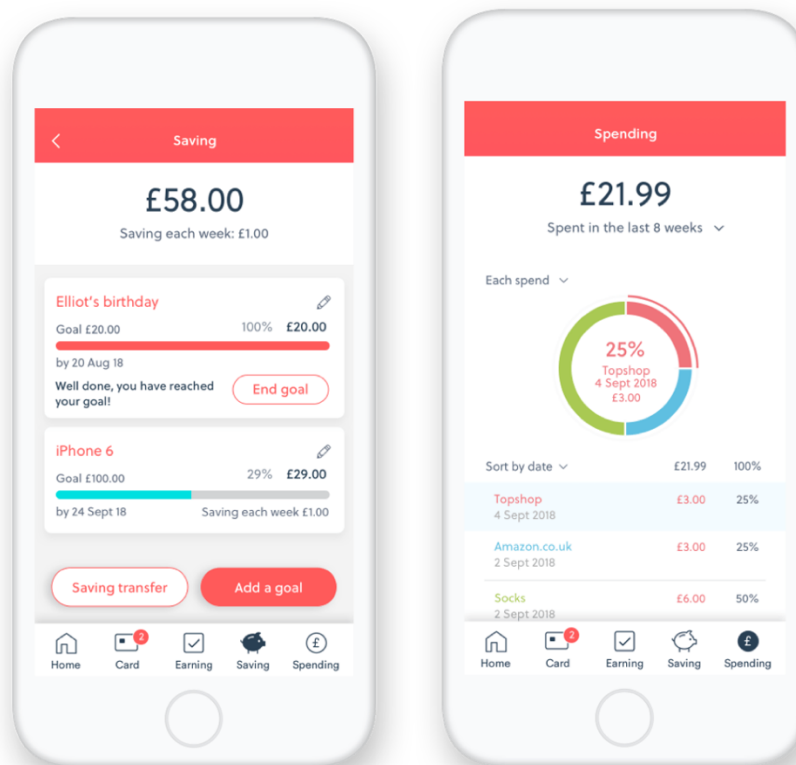 Saving
£58.00
Saving each week: £1.00
Elliot's birthday
Goal £20.00 100% £20.00
by 20 Aug 18
Well done, you have reached
your goal!
End goal
iPhone 6
Goal £100.00 29% £29.00
by 24 Sept 18 Saving each week £1.00
Saving transfer Add a goal
2
Home Card Earning Saving Spending
Spending
£21.99
Spent in the last 8 weeks
Each spend
25%
Topshop
4 Sept 2018
£3.00
Sort by date £21.99 100%
Topshop £3.00 25%
4 Sept 2018
Amazon.co.uk £3.00 25%
2 Sept 2018
Socks £6.00 50%
2 Sept 2018
2 £
Home Card Earning Saving Spending